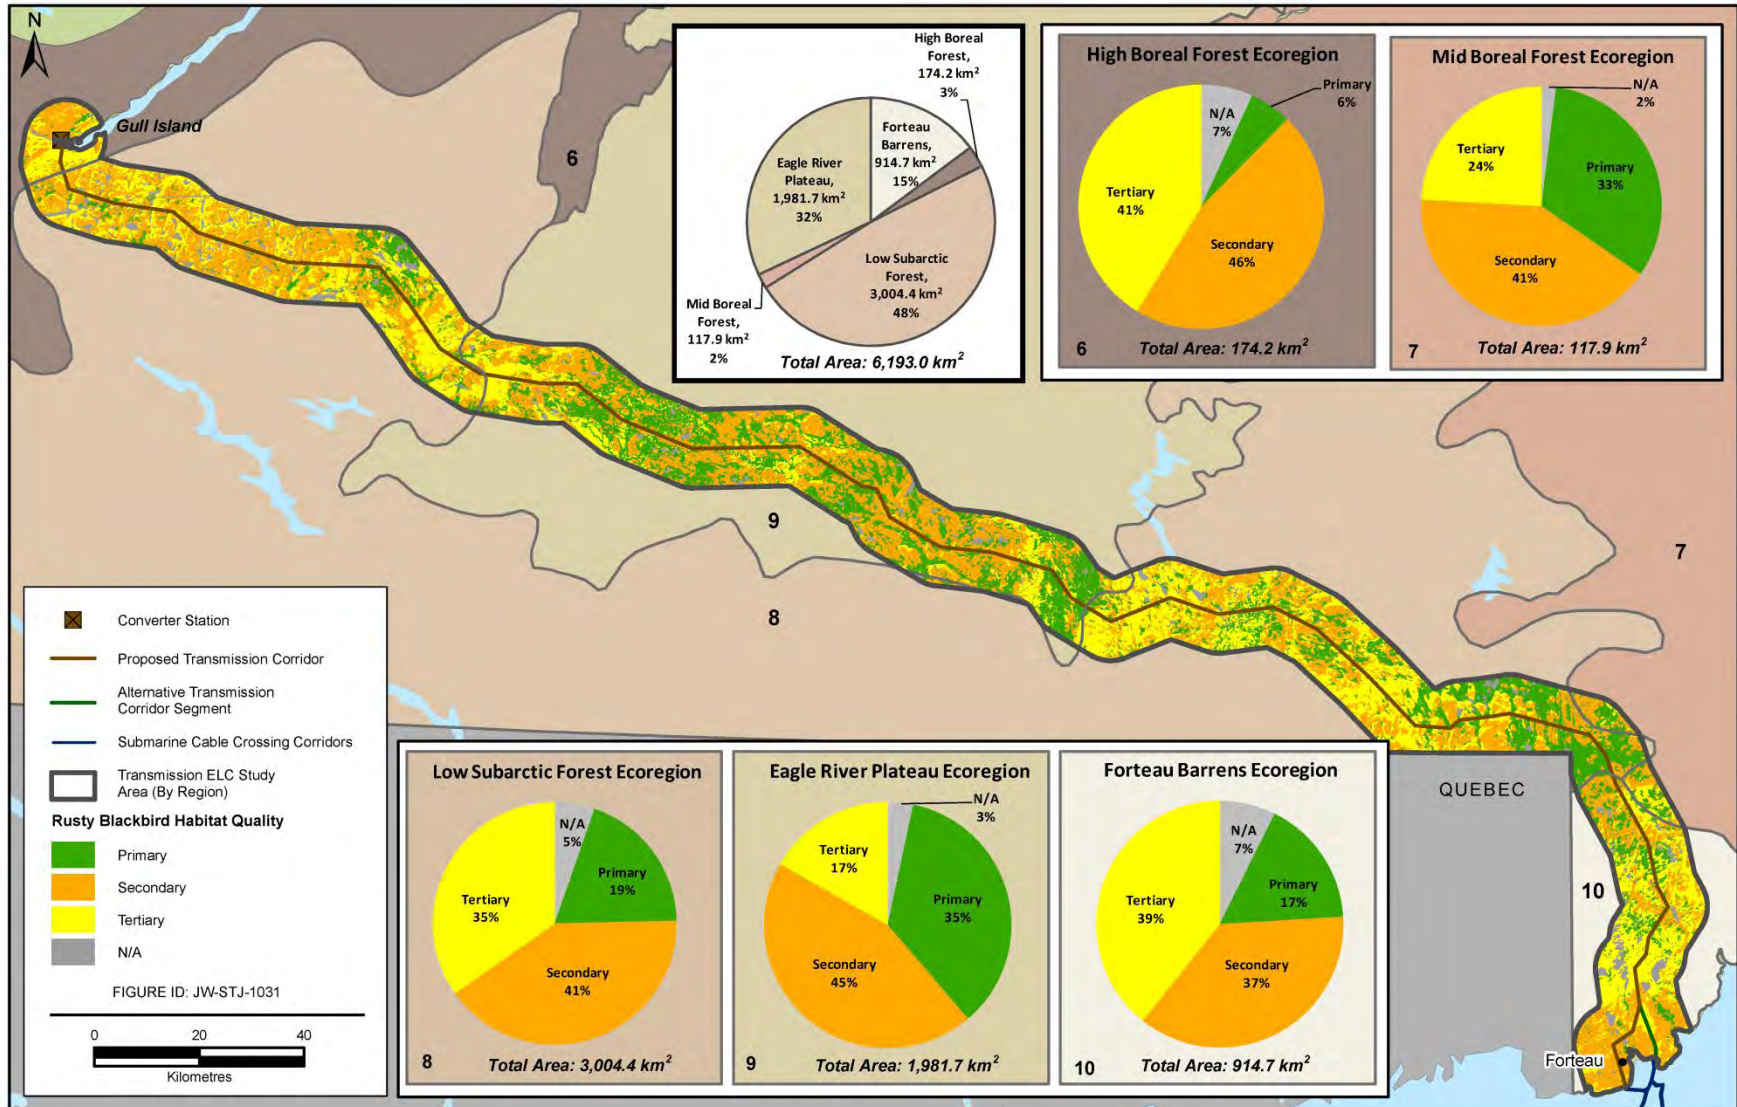 N
Gull Island
6
9
8
7
10
QUEBEC
Forteau
High Boreal
Forest,
174.2 km²
3%
Forteau
Barrens,
914.7 km²
15%
Eagle River
Plateau,
1,981.7 km²
32%
Low Subarctic
Forest,
3,004.4 km²
48%
Mid Boreal
Forest,
117.9 km²
2%
Total Area: 6,193.0 km²
High Boreal Forest Ecoregion
N/A
7%
Primary
6%
Tertiary
41%
Secondary
46%
6
Total Area: 174.2 km²
Mid Boreal Forest Ecoregion
N/A
2%
Tertiary
24%
Primary
33%
Secondary
41%
7
Total Area: 117.9 km²
Converter Station
Proposed Transmission Corridor
Alternative Transmission
Corridor Segment
Submarine Cable Crossing Corridors
Transmission ELC Study
Area (By Region)
Rusty Blackbird Habitat Quality
Primary
Secondary
Tertiary
N/A
FIGURE ID: JW-STJ-1031
0 20 40
Kilometres
Low Subarctic Forest Ecoregion
N/A
5%
Primary
19%
Tertiary
35%
Secondary
41%
8
Total Area: 3,004.4 km²
Eagle River Plateau Ecoregion
N/A
3%
Tertiary
17%
Primary
35%
Secondary
45%
9
Total Area: 1,981.7 km²
Forteau Barrens Ecoregion
N/A
7%
Primary
17%
Tertiary
39%
Secondary
37%
10
Total Area: 914.7 km²